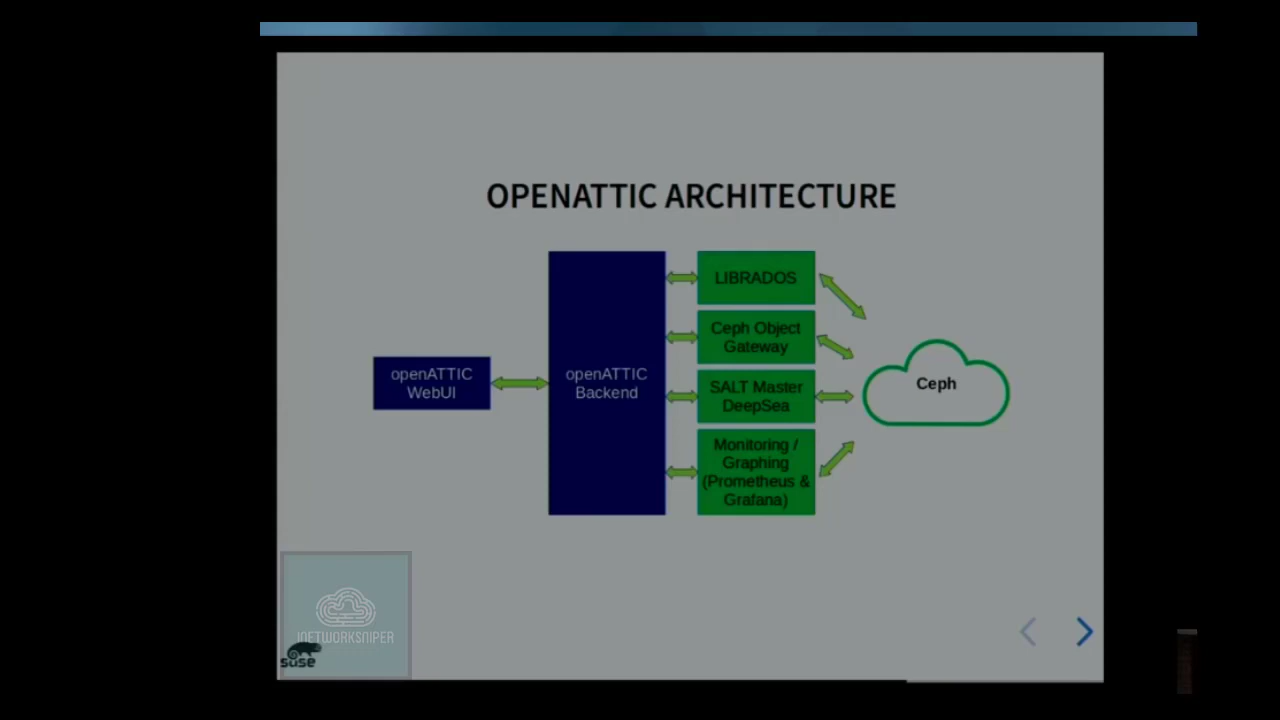 OPENATTIC ARCHITECTURE
LIBRADOS
Ceph Object
Gateway
openATTIC
WebUI
openATTIC
Backend
SALT Master
DeepSea
Ceph
Monitoring /
Graphing
(Prometheus &
Grafana)
NETWORKSNIPER
suse